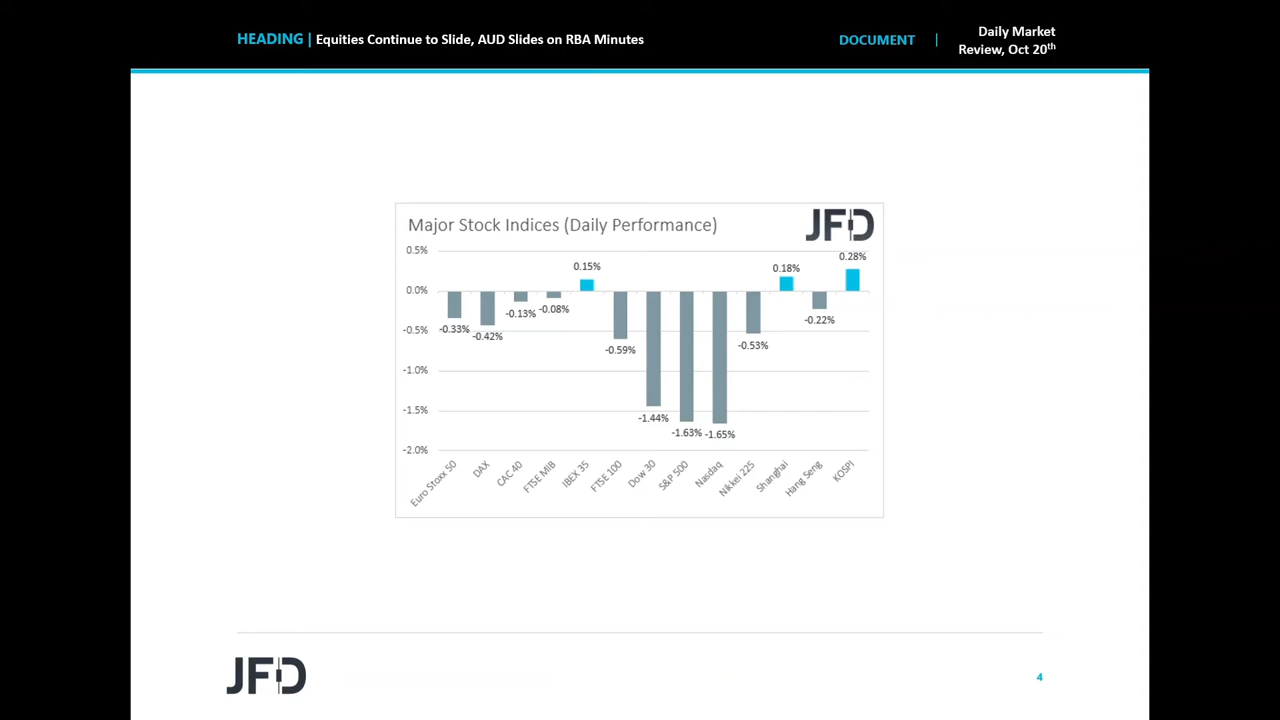 HEADING | Equities Continue to Slide, AUD Slides on RBA Minutes
DOCUMENT |
Daily Market
Review, Oct 20th
Major Stock Indices (Daily Performance)
JFD
0.5%
0.0%
-0.5%
-1.0%
-1.5%
-2.0%
-0.33%
-0.42%
-0.13%
-0.08%
0.15%
-0.59%
-1.44%
-1.63%
-1.65%
-0.53%
0.18%
-0.22%
0.28%
Euro Stoxx 50
DAX
CAC 40
FTSE MIB
IBEX 35
FTSE 100
Dow 30
S&P 500
Nasdaq
Nikkei 225
Shanghai
Hang Seng
KOSPI
JFD
4